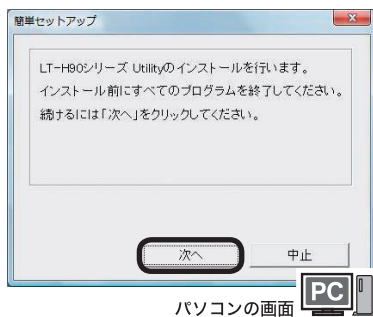 簡単セットアップ
LT-H90シリーズ Utilityのインストールを行います。
インストール前にすべてのプログラムを終了してください。
続けるには「次へ」をクリックしてください。
次へ
中止
パソコンの画面
PC